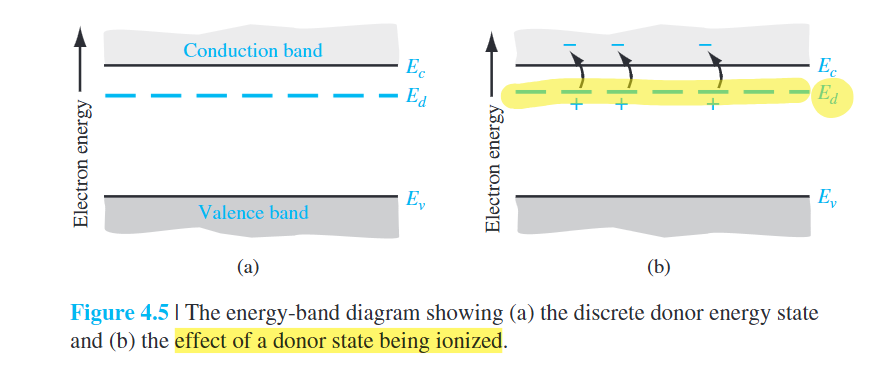 Conduction band
E_c
E_d
Electron energy
Valence band
E_v
(a)
− − −
E_c
+ + +
E_d
Electron energy
E_v
(b)
Figure 4.5 | The energy-band diagram showing (a) the discrete donor energy state
and (b) the effect of a donor state being ionized.